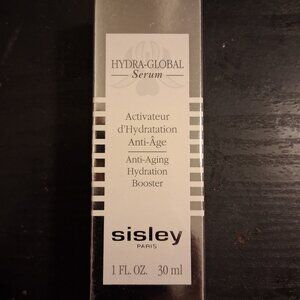 HYDRA-GLOBAL
Serum
Activateur
d'Hydratation
Anti-Âge
Anti-Aging
Hydration
Booster
sisley
PARIS
1 FL. OZ. 30 ml